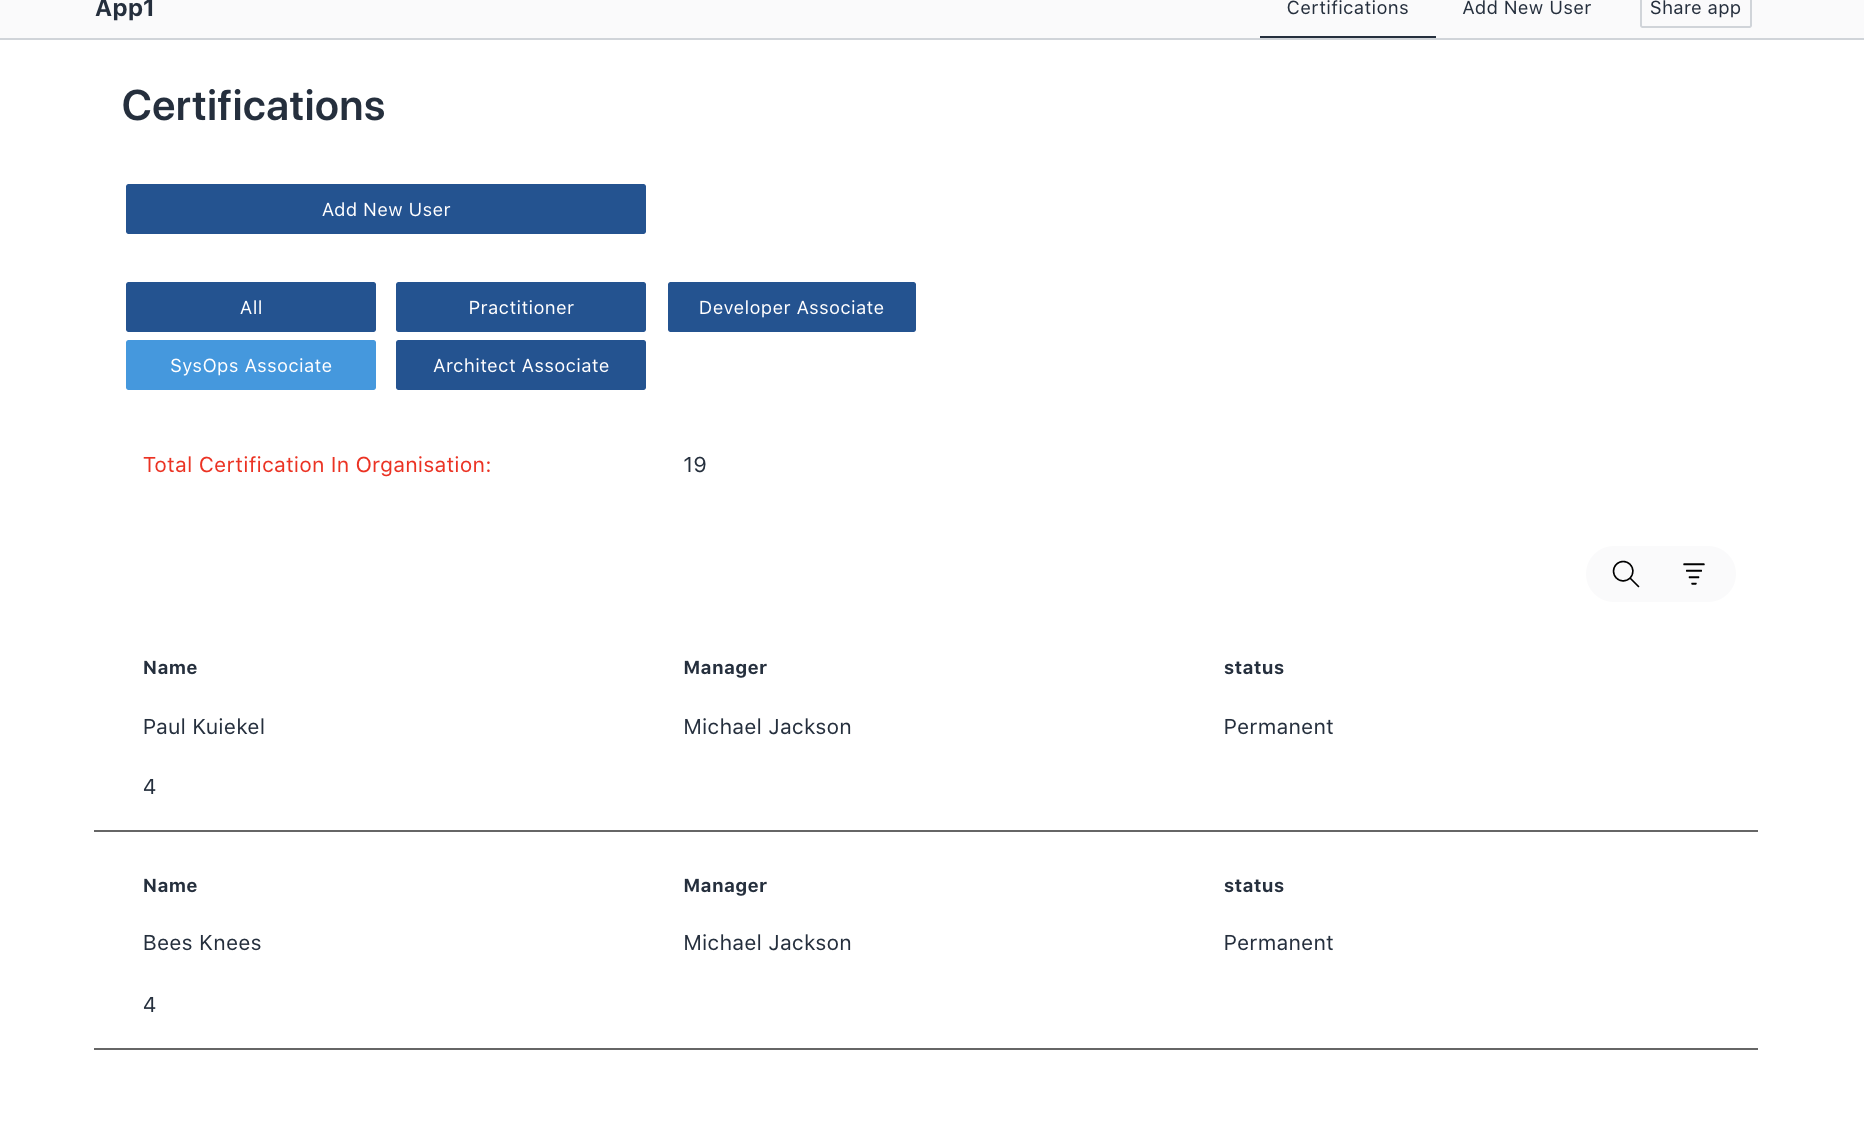 App1 Certifications Add New User Share app
Certifications
Add New User
All Practitioner Developer Associate
SysOps Associate Architect Associate
Total Certification In Organisation: 19
Name Manager status
Paul Kuiekel Michael Jackson Permanent
4
Name Manager status
Bees Knees Michael Jackson Permanent
4